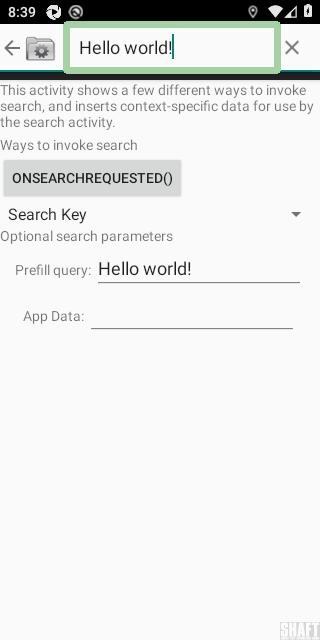 8:39
Hello world!
This activity shows a few different ways to invoke
search, and inserts context-specific data for use by
the search activity.
Ways to invoke search
ONSEARCHREQUESTED()
Search Key
Optional search parameters
Prefill query: Hello world!
App Data:
SHAFT